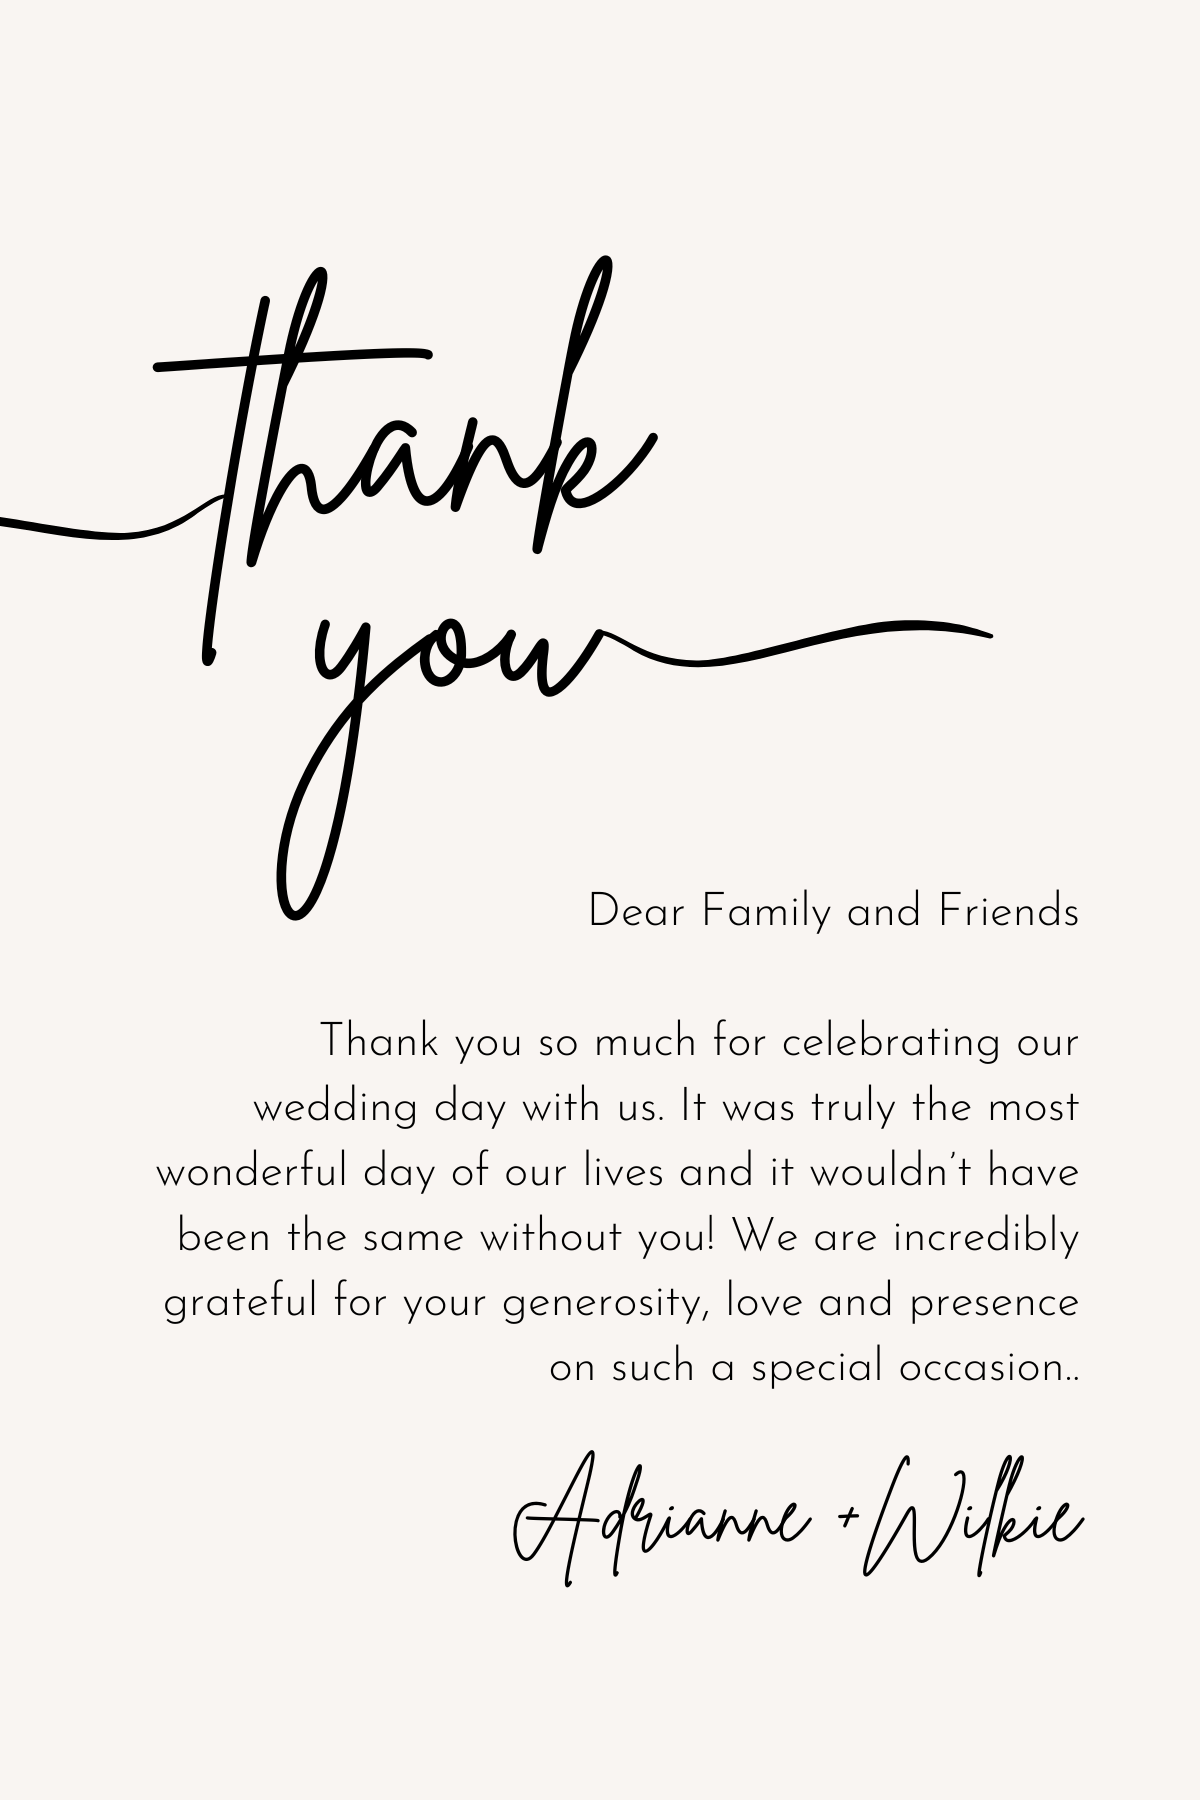 thank
you
Dear Family and Friends
Thank you so much for celebrating our
wedding day with us. It was truly the most
wonderful day of our lives and it wouldn't have
been the same without you! We are incredibly
grateful for your generosity, love and presence
on such a special occasion..
Adrianne + Wilkie